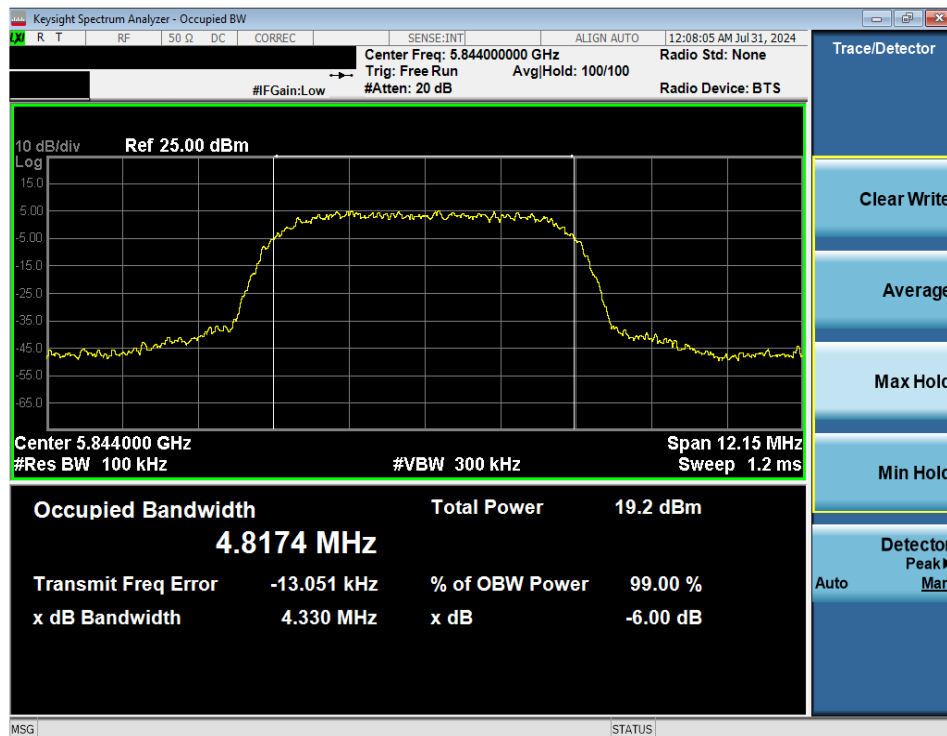 Keysight Spectrum Analyzer - Occupied BW
LXI R T RF 50 Ω DC CORREC SENSE:INT ALIGN AUTO 12:08:05 AM Jul 31, 2024
Center Freq: 5.844000000 GHz Radio Std: None
Trig: Free Run Avg|Hold: 100/100
#IFGain:Low #Atten: 20 dB Radio Device: BTS
10 dB/div Ref 25.00 dBm
Log
15.0
5.00
-5.00
-15.0
-25.0
-35.0
-45.0
-55.0
-65.0
Center 5.844000 GHz Span 12.15 MHz
#Res BW 100 kHz #VBW 300 kHz Sweep 1.2 ms
Occupied Bandwidth Total Power 19.2 dBm
4.8174 MHz
Transmit Freq Error -13.051 kHz % of OBW Power 99.00 %
x dB Bandwidth 4.330 MHz x dB -6.00 dB
MSG STATUS
Trace/Detector
Clear Write
Average
Max Hold
Min Hold
Detector
Peak
Auto Man